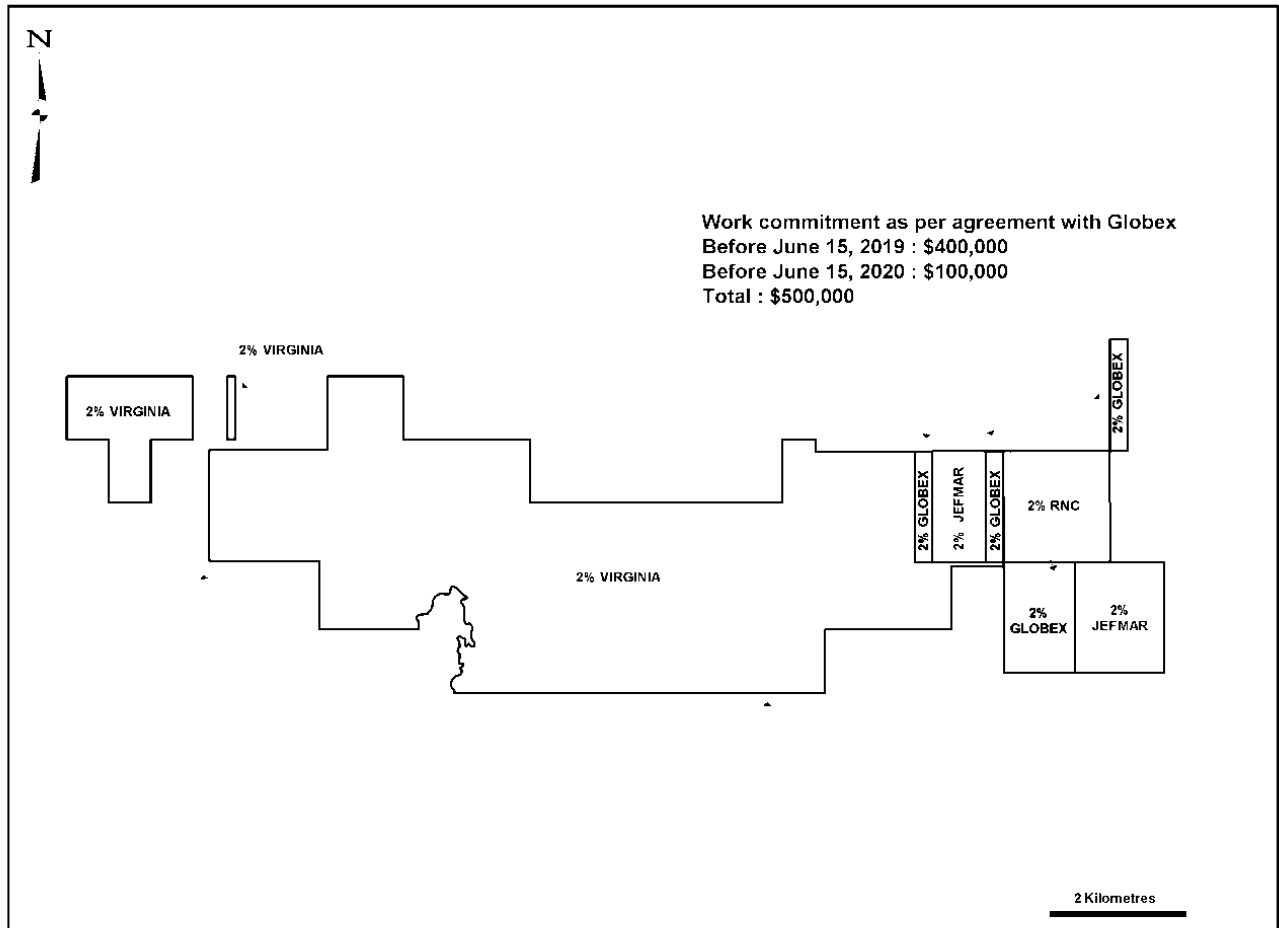 N
Work commitment as per agreement with Globex
Before June 15, 2019 : $400,000
Before June 15, 2020 : $100,000
Total : $500,000
2% VIRGINIA
2% VIRGINIA
2% GLOBEX
2% GLOBEX
2% JEFMAR
2% GLOBEX
2% RNC
2% VIRGINIA
2%
GLOBEX
2%
JEFMAR
2 Kilometres